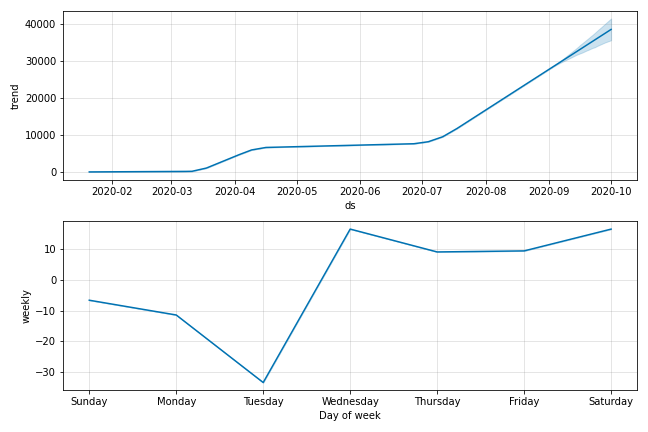 40000
30000
20000
10000
0
trend
2020-02 2020-03 2020-04 2020-05 2020-06 2020-07 2020-08 2020-09 2020-10
ds
10
0
−10
−20
−30
weekly
Sunday Monday Tuesday Wednesday Thursday Friday Saturday
Day of week